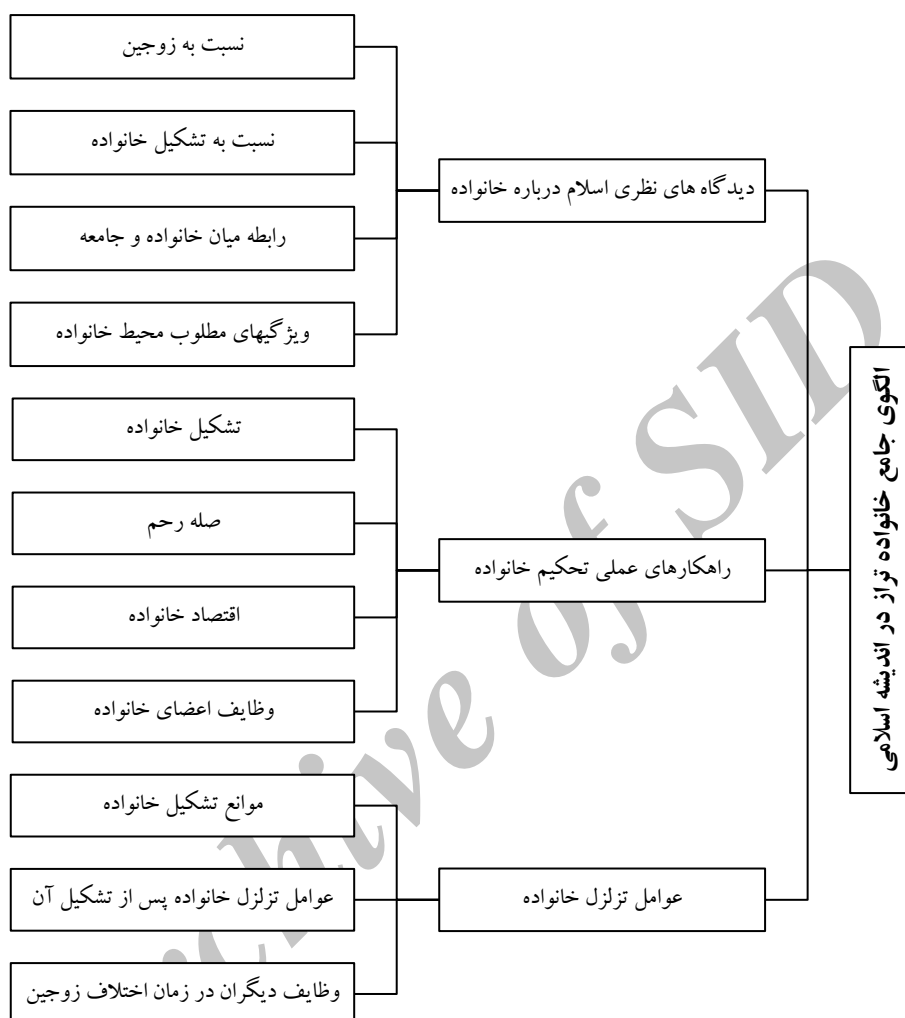 الگوی جامع خانواده تراز در اندیشه اسلامی
دیدگاه های نظری اسلام درباره خانواده
نسبت به زوجین
نسبت به تشکیل خانواده
رابطه میان خانواده و جامعه
ویژگیهای مطلوب محیط خانواده
راهکارهای عملی تحکیم خانواده
تشکیل خانواده
صله رحم
اقتصاد خانواده
وظایف اعضای خانواده
عوامل تزلزل خانواده
موانع تشکیل خانواده
عوامل تزلزل خانواده پس از تشکیل آن
وظایف دیگران در زمان اختلاف زوجین
chive of SID